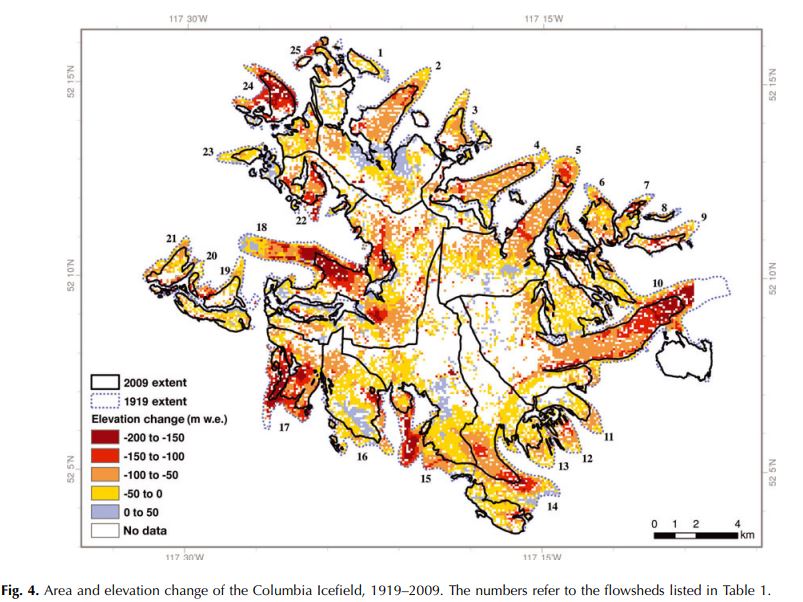 117 30'W
117 15'W
52 15'N
52 15'N
25
1
2
24
3
23
4
5
22
6
7
8
9
18
21
20
19
52 10'N
52 10'N
10
2009 extent
1919 extent
Elevation change (m w.e.)
-200 to -150
-150 to -100
-100 to -50
-50 to 0
0 to 50
No data
17
16
15
11
12
13
14
52 5'N
52 5'N
0 1 2 4
km
117 30'W
117 15'W
Fig. 4. Area and elevation change of the Columbia Icefield, 1919–2009. The numbers refer to the flowsheds listed in Table 1.